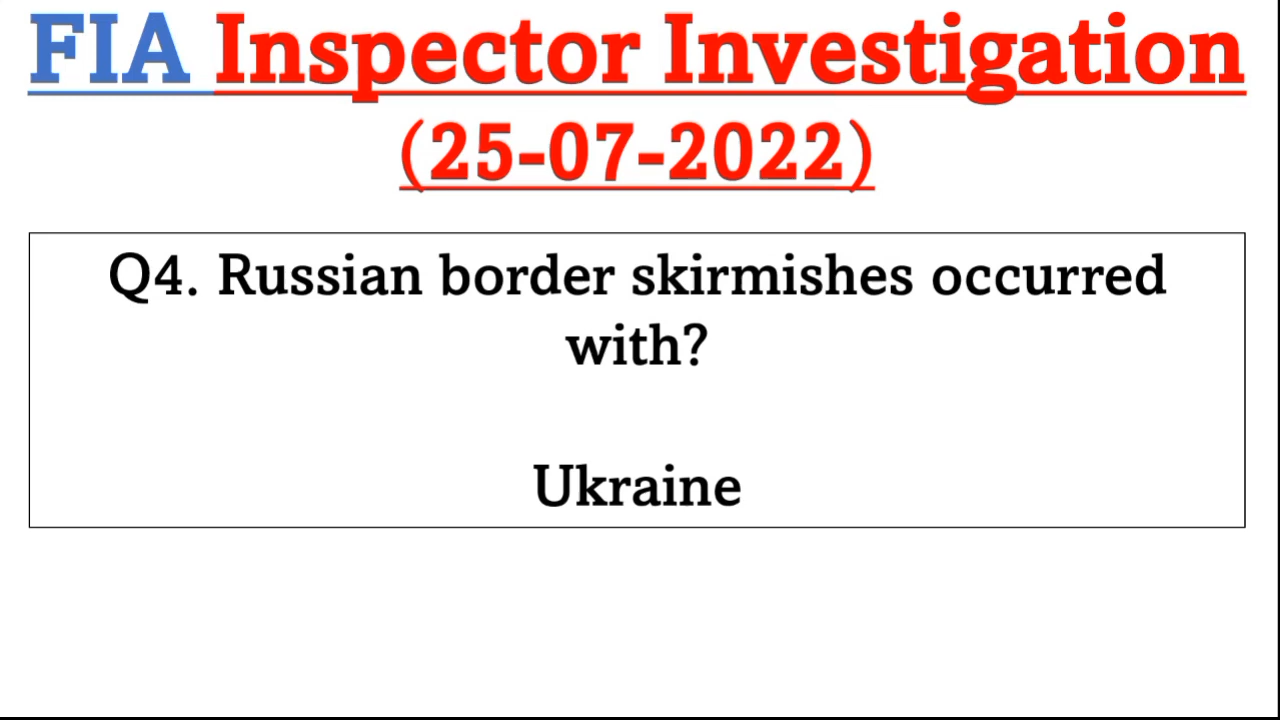 FIA Inspector Investigation
(25-07-2022)
Q4. Russian border skirmishes occurred
with?
Ukraine